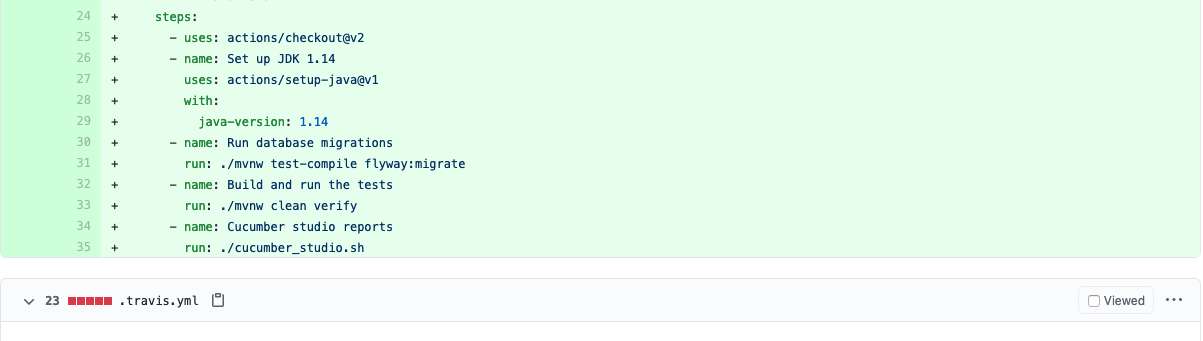 24 + steps:
25 + - uses: actions/checkout@v2
26 + - name: Set up JDK 1.14
27 + uses: actions/setup-java@v1
28 + with:
29 + java-version: 1.14
30 + - name: Run database migrations
31 + run: ./mvnw test-compile flyway:migrate
32 + - name: Build and run the tests
33 + run: ./mvnw clean verify
34 + - name: Cucumber studio reports
35 + run: ./cucumber_studio.sh
23 .travis.yml Viewed